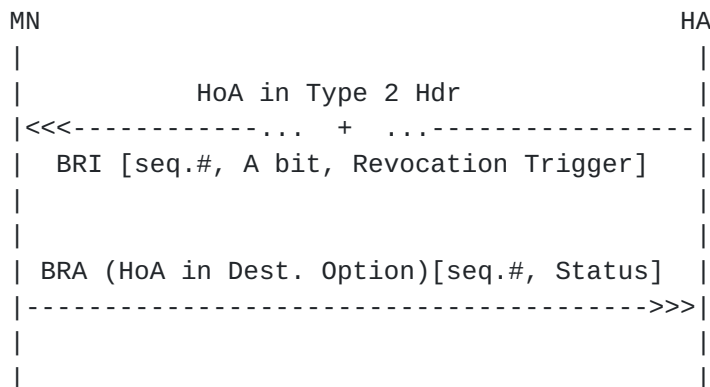 MN HA
HoA in Type 2 Hdr
|<<<------------... + ...-----------------|
BRI [seq.#, A bit, Revocation Trigger]
BRA (HoA in Dest. Option)[seq.#, Status]
|---------------------------------------->>>|